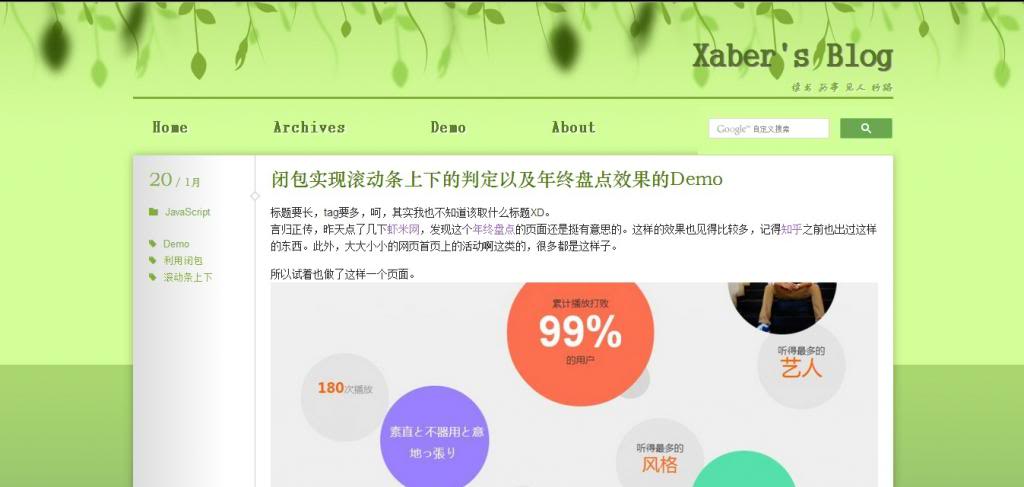 Xaber's Blog
Home
Archives
Demo
About
Google™ 自定义搜索
20 / 1月
JavaScript
Demo
利用闭包
滚动条上下
闭包实现滚动条上下的判定以及年终盘点效果的Demo
标题要长，tag要多，呵，其实我也不知道该取什么标题XD。
言归正传，昨天点了几下虾米网，发现这个年终盘点的页面还是挺有意思的。这样的效果也见得比较多，记得知乎之前也出过这样
的东西。此外，大大小小的网页首页上的活动啊这类的，很多都是这样子。
所以试着也做了这样一个页面。
累计播放打败
99%
的用户
听得最多的
艺人
180次播放
素直と不器用と意
地っ張り
听得最多的
风格